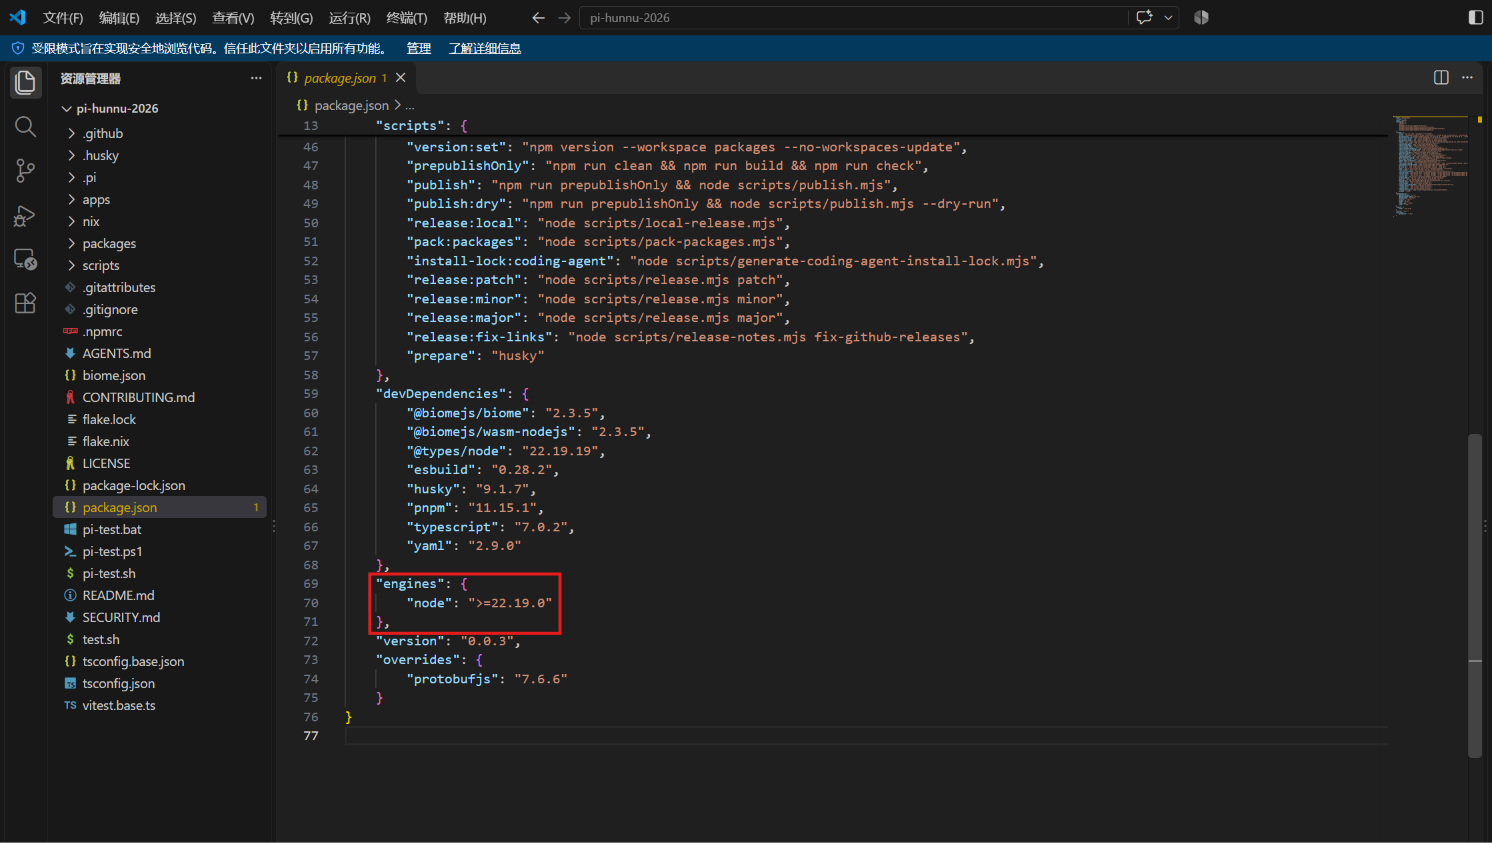 文件(F) 编辑(E) 选择(S) 查看(V) 转到(G) 运行(R) 终端(T) 帮助(H)
pi-hunnu-2026
受限模式旨在实现安全地浏览代码。信任此文件夹以启用所有功能。 管理 了解详细信息
资源管理器
pi-hunnu-2026
.github
.husky
.pi
apps
nix
packages
scripts
.gitattributes
.gitignore
.npmrc
AGENTS.md
biome.json
CONTRIBUTING.md
flake.lock
flake.nix
LICENSE
package-lock.json
package.json 1
pi-test.bat
pi-test.ps1
pi-test.sh
README.md
SECURITY.md
test.sh
tsconfig.base.json
tsconfig.json
vitest.base.ts
package.json 1
package.json > ...
13 "scripts": {
46 "version:set": "npm version --workspace packages --no-workspaces-update",
47 "prepublishOnly": "npm run clean && npm run build && npm run check",
48 "publish": "npm run prepublishOnly && node scripts/publish.mjs",
49 "publish:dry": "npm run prepublishOnly && node scripts/publish.mjs --dry-run",
50 "release:local": "node scripts/local-release.mjs",
51 "pack:packages": "node scripts/pack-packages.mjs",
52 "install-lock:coding-agent": "node scripts/generate-coding-agent-install-lock.mjs",
53 "release:patch": "node scripts/release.mjs patch",
54 "release:minor": "node scripts/release.mjs minor",
55 "release:major": "node scripts/release.mjs major",
56 "release:fix-links": "node scripts/release-notes.mjs fix-github-releases",
57 "prepare": "husky"
58 },
59 "devDependencies": {
60 "@biomejs/biome": "2.3.5",
61 "@biomejs/wasm-nodejs": "2.3.5",
62 "@types/node": "22.19.19",
63 "esbuild": "0.28.2",
64 "husky": "9.1.7",
65 "pnpm": "11.15.1",
66 "typescript": "7.0.2",
67 "yaml": "2.9.0"
68 },
69 "engines": {
70 "node": ">=22.19.0"
71 },
72 "version": "0.0.3",
73 "overrides": {
74 "protobufjs": "7.6.6"
75 }
76 }
77